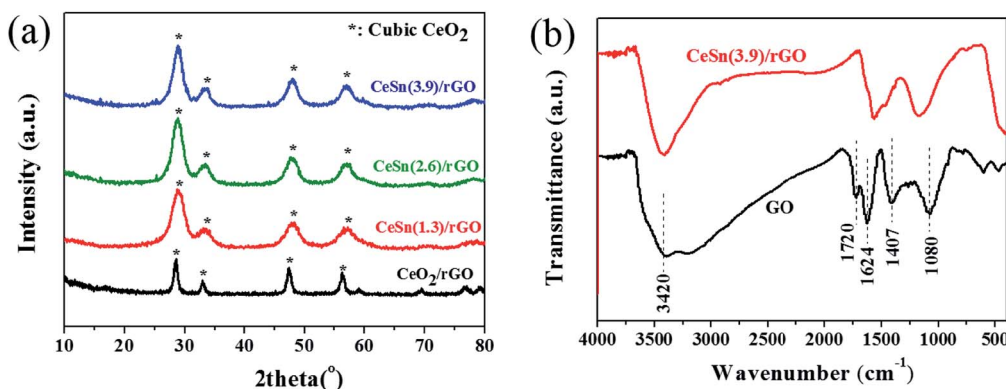 (a)
*: Cubic CeO₂
*
*
*
*
CeSn(3.9)/rGO
*
*
*
*
CeSn(2.6)/rGO
*
*
*
*
CeSn(1.3)/rGO
*
*
*
*
CeO₂/rGO
Intensity (a.u.)
10 20 30 40 50 60 70 80
2theta(°)
(b)
CeSn(3.9)/rGO
GO
3420
1720
1624
1407
1080
Transmittance (a.u.)
4000 3500 3000 2500 2000 1500 1000 500
Wavenumber (cm⁻¹)